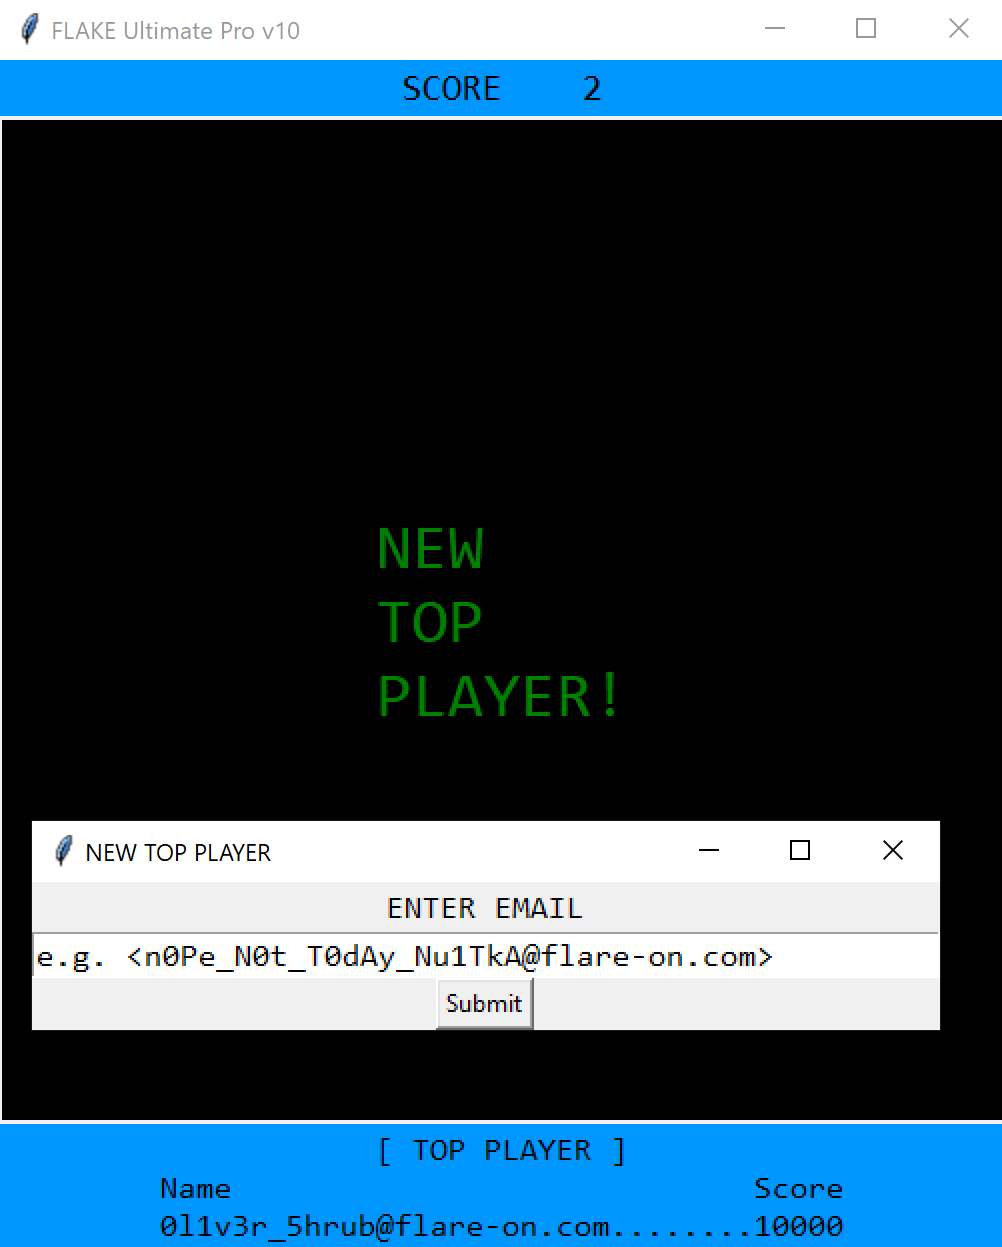 FLAKE Ultimate Pro v10
SCORE 2
NEW
TOP
PLAYER!
NEW TOP PLAYER
ENTER EMAIL
e.g. <n0Pe_N0t_T0dAy_Nu1TkA@flare-on.com>
Submit
[ TOP PLAYER ]
Name Score
0l1v3r_5hrub@flare-on.com........10000